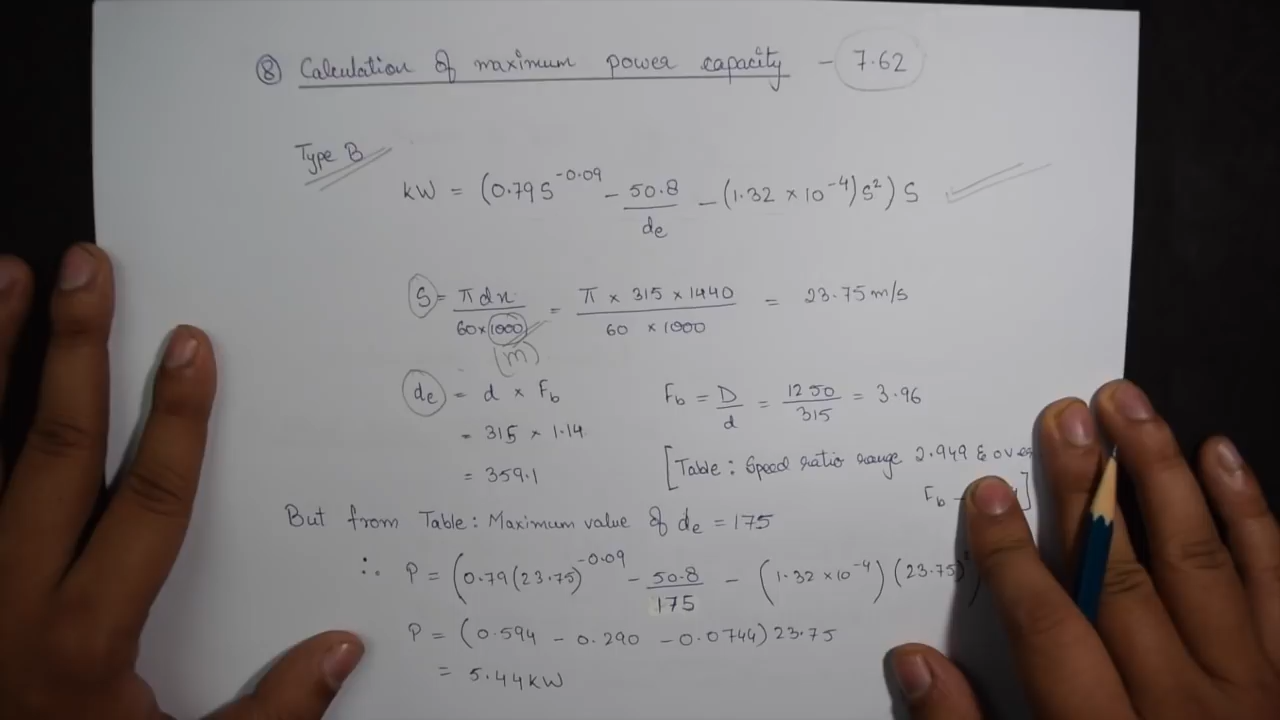 ⑧ Calculation of maximum power capacity - 7.62
Type B
kW = (0.79 S^-0.09 - 50.8/de - (1.32 × 10^-4) S²) S
S = πdn / 60×1000 = π × 315 × 1440 / 60 × 1000 = 23.75 m/s
(m)
de = d × Fb    Fb = D/d = 1250/315 = 3.96
= 315 × 1.14
= 359.1    [Table : Speed ratio range 2.949 & over
Fb - ]
But from Table : Maximum value of de = 175
∴ P = (0.79 (23.75)^-0.09 - 50.8/175 - (1.32 × 10^-4) (23.75)
P = (0.594 - 0.290 - 0.0744) 23.75
= 5.44 kW